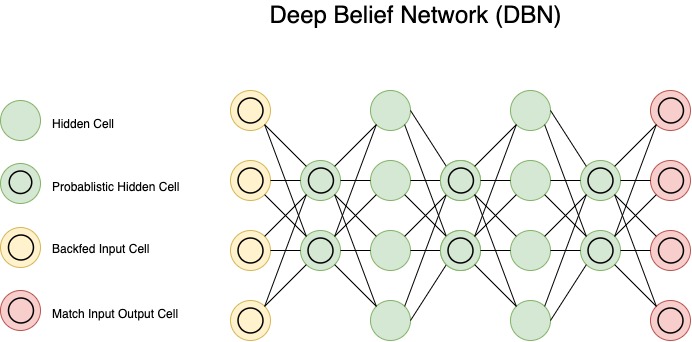 Deep Belief Network (DBN)
Hidden Cell
Probablistic Hidden Cell
Backfed Input Cell
Match Input Output Cell